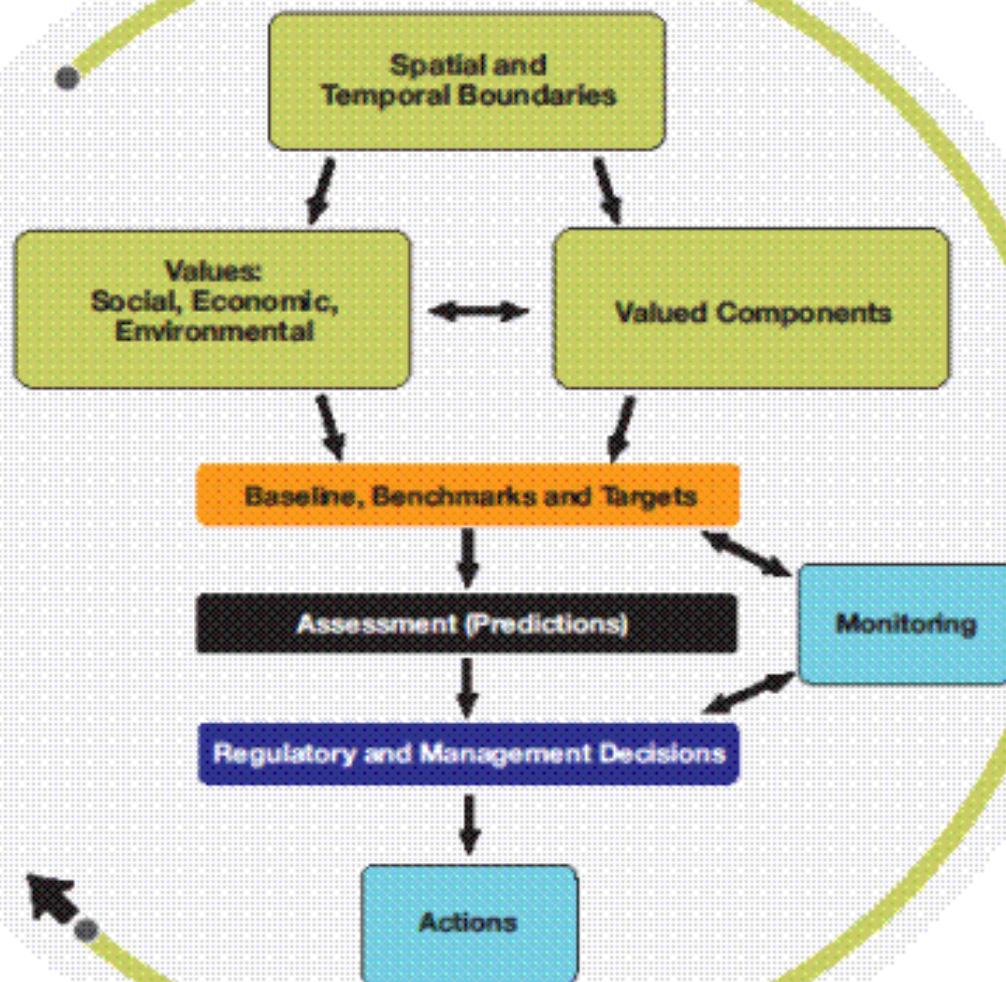 Spatial and
Temporal Boundaries
Values:
Social, Economic,
Environmental
Valued Components
Baseline, Benchmarks and Targets
Assessment (Predictions)
Monitoring
Regulatory and Management Decisions
Actions